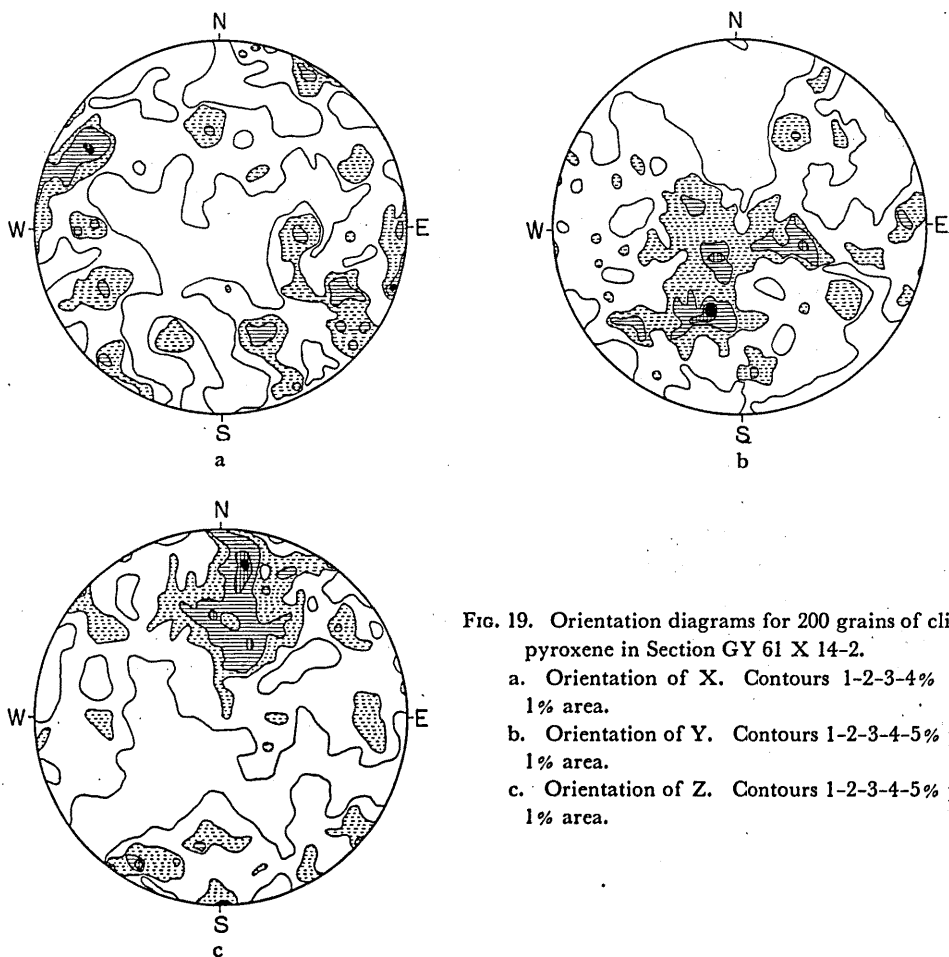 N
W
E
S
a
N
W
E
S
b
N
W
E
S
c
FIG. 19. Orientation diagrams for 200 grains of cli
pyroxene in Section GY 61 X 14-2.
a. Orientation of X. Contours 1-2-3-4%
1% area.
b. Orientation of Y. Contours 1-2-3-4-5%
1% area.
c. Orientation of Z. Contours 1-2-3-4-5%
1% area.